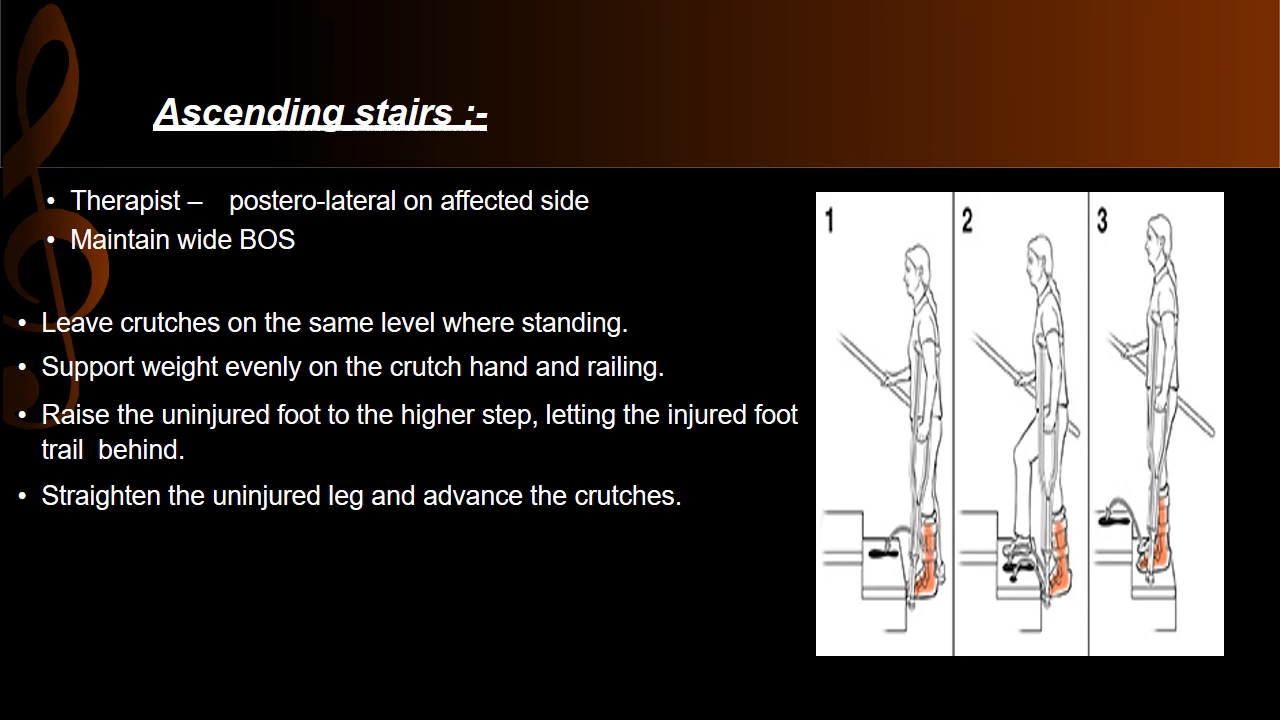 Ascending stairs :-
• Therapist – postero-lateral on affected side
• Maintain wide BOS
• Leave crutches on the same level where standing.
• Support weight evenly on the crutch hand and railing.
• Raise the uninjured foot to the higher step, letting the injured foot
trail behind.
• Straighten the uninjured leg and advance the crutches.
1 2 3